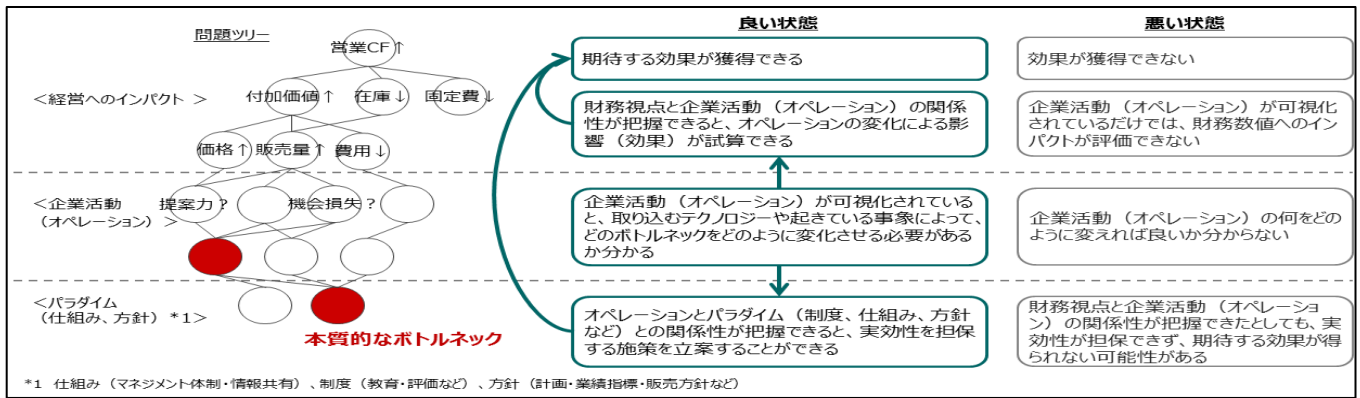 問題ツリー
営業CF↑
<経営へのインパクト >
付加価値↑
在庫↓
固定費↓
価格↑
販売量↑
費用↓
<企業活動
(オペレーション) >
提案力?
機会損失?
<パラダイム
(仕組み、方針) *1>
本質的なボトルネック
良い状態
期待する効果が獲得できる
財務視点と企業活動(オペレーション)の関係
性が把握できると、オペレーションの変化による影
響(効果)が試算できる
企業活動(オペレーション)が可視化されている
と、取り込むテクノロジーや起きている事象によって、
どのボトルネックをどのように変化させる必要がある
か分かる
オペレーションとパラダイム(制度、仕組み、方針
など)との関係性が把握できると、実効性を担保
する施策を立案することができる
悪い状態
効果が獲得できない
企業活動(オペレーション)が可視化
されているだけでは、財務数値へのイン
パクトが評価できない
企業活動(オペレーション)の何をどの
ように変えれば良いか分からない
財務視点と企業活動(オペレーショ
ン)の関係性が把握できたとしても、実
効性が担保できず、期待する効果が得
られない可能性がある
*1 仕組み(マネジメント体制・情報共有)、制度(教育・評価など)、方針(計画・業績指標・販売方針など)